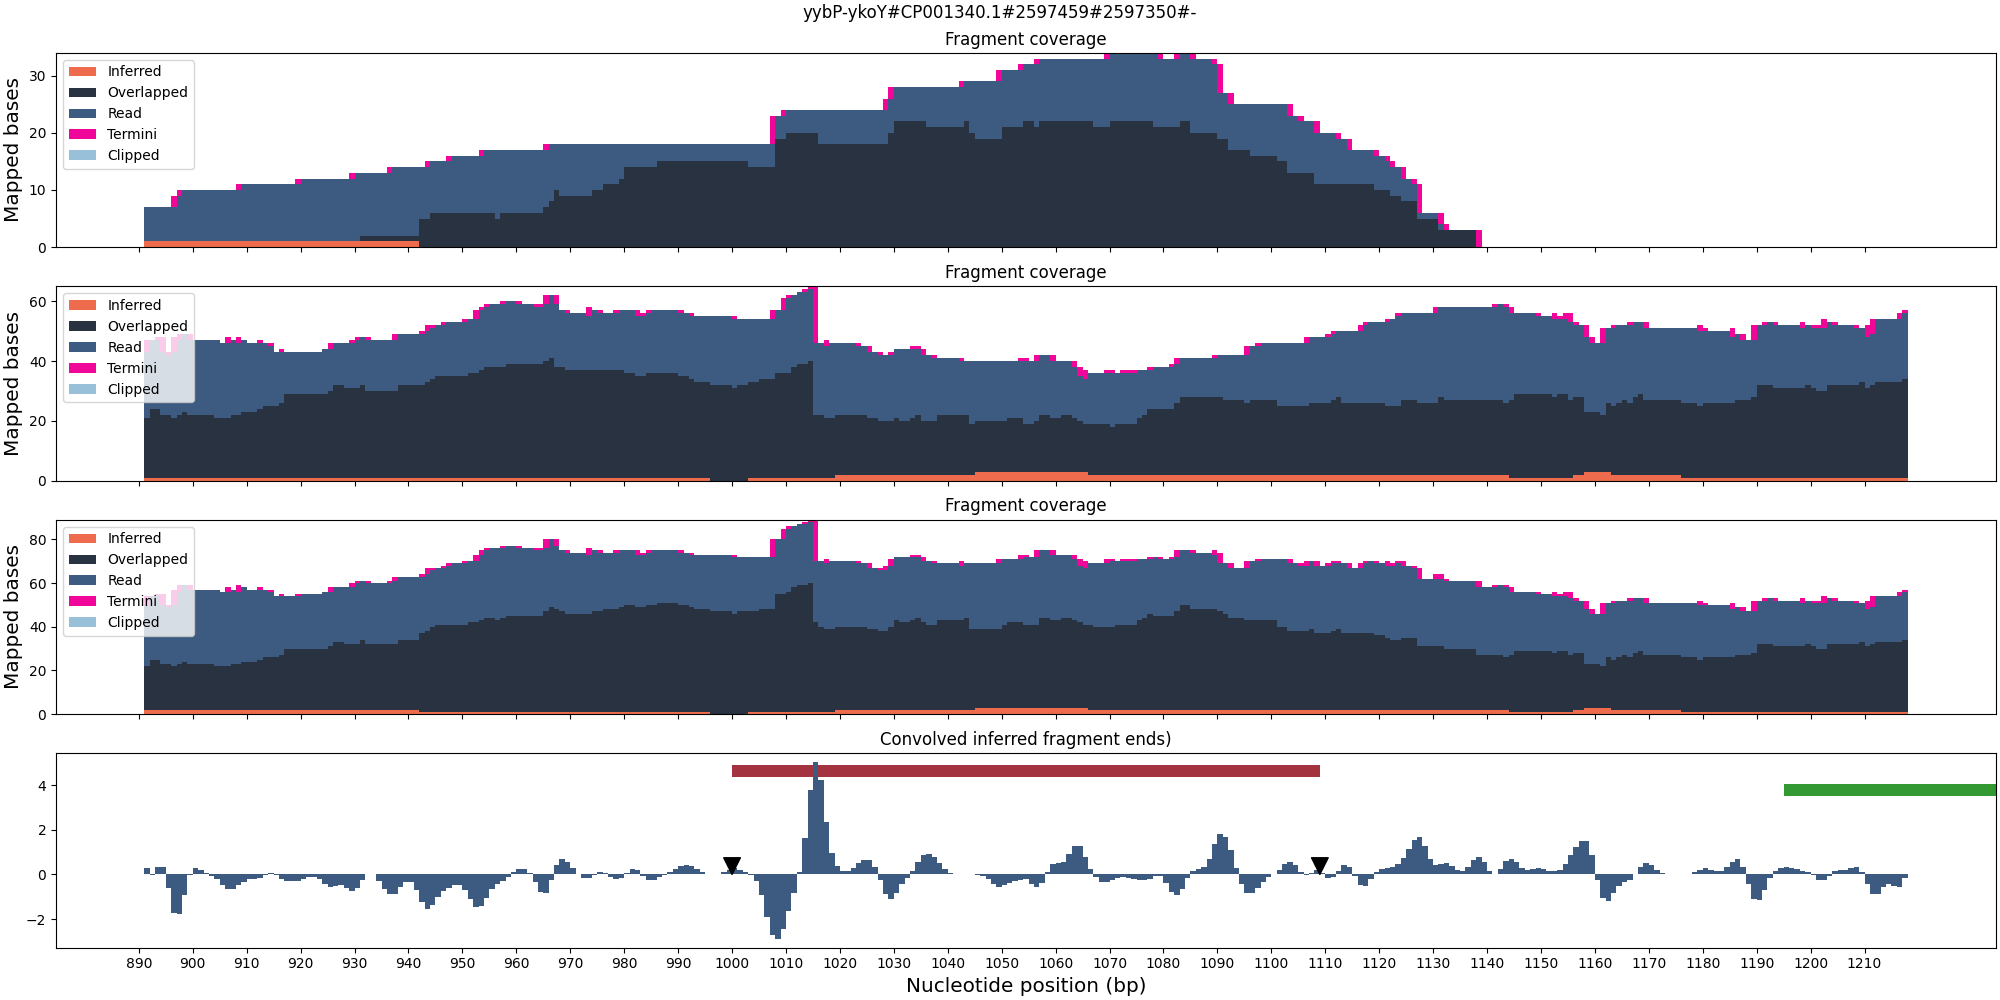 yybP-ykoY#CP001340.1#2597459#2597350#-
Fragment coverage
Mapped bases
30
20
10
0
Inferred
Overlapped
Read
Termini
Clipped
Fragment coverage
Mapped bases
60
40
20
0
Inferred
Overlapped
Read
Termini
Clipped
Fragment coverage
Mapped bases
80
60
40
20
0
Inferred
Overlapped
Read
Termini
Clipped
Convolved inferred fragment ends)
4
2
0
−2
890 900 910 920 930 940 950 960 970 980 990 1000 1010 1020 1030 1040 1050 1060 1070 1080 1090 1100 1110 1120 1130 1140 1150 1160 1170 1180 1190 1200 1210
Nucleotide position (bp)